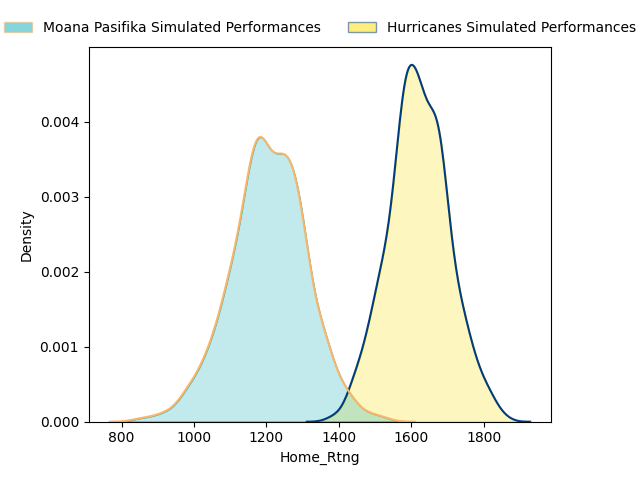 Moana Pasifika Simulated Performances
Hurricanes Simulated Performances
0.004
0.003
0.002
0.001
0.000
Density
800 1000 1200 1400 1600 1800
Home_Rtng